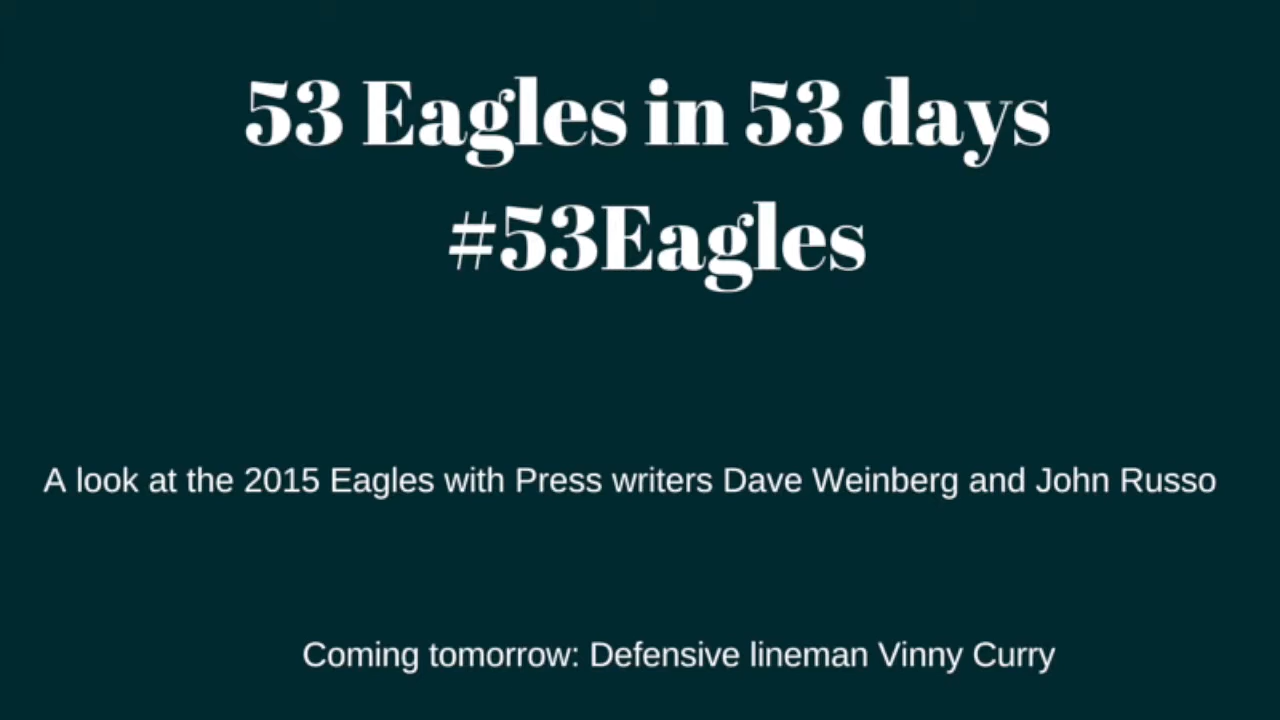 53 Eagles in 53 days
#53Eagles
A look at the 2015 Eagles with Press writers Dave Weinberg and John Russo
Coming tomorrow: Defensive lineman Vinny Curry